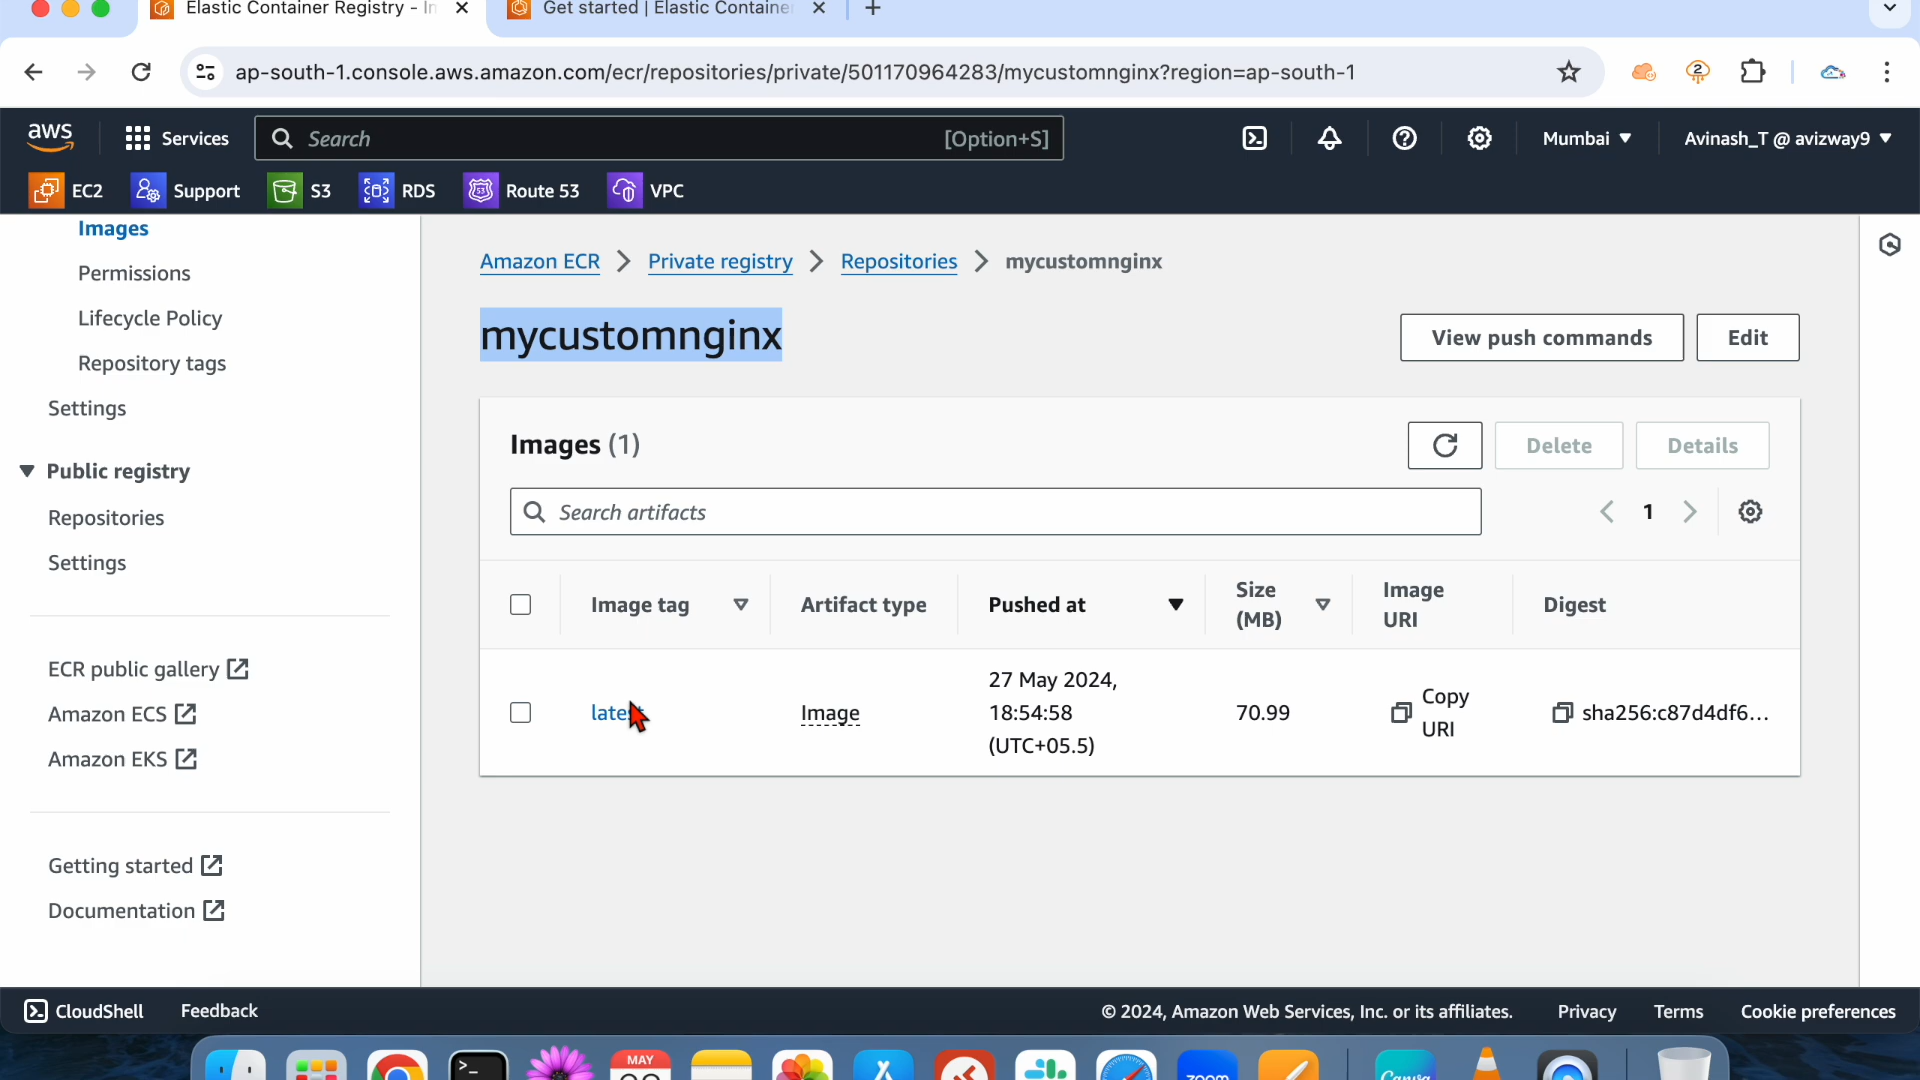 Elastic Container Registry - In
Get started | Elastic Container
ap-south-1.console.aws.amazon.com/ecr/repositories/private/501170964283/mycustomnginx?region=ap-south-1
2
aws
Services
Search
[Option+S]
Mumbai
Avinash_T @ avizway9
EC2
Support
S3
RDS
53
Route 53
VPC
Images
Permissions
Lifecycle Policy
Repository tags
Settings
Public registry
Repositories
Settings
ECR public gallery
Amazon ECS
Amazon EKS
Getting started
Documentation
Amazon ECR
Private registry
Repositories
mycustomnginx
mycustomnginx
View push commands
Edit
Images (1)
Delete
Details
Search artifacts
1
Image tag
Artifact type
Pushed at
Size
(MB)
Image
URI
Digest
latest
Image
27 May 2024,
18:54:58
(UTC+05.5)
70.99
Copy
URI
sha256:c87d4df6...
CloudShell
Feedback
© 2024, Amazon Web Services, Inc. or its affiliates.
Privacy
Terms
Cookie preferences
MAY
zoom
Canva